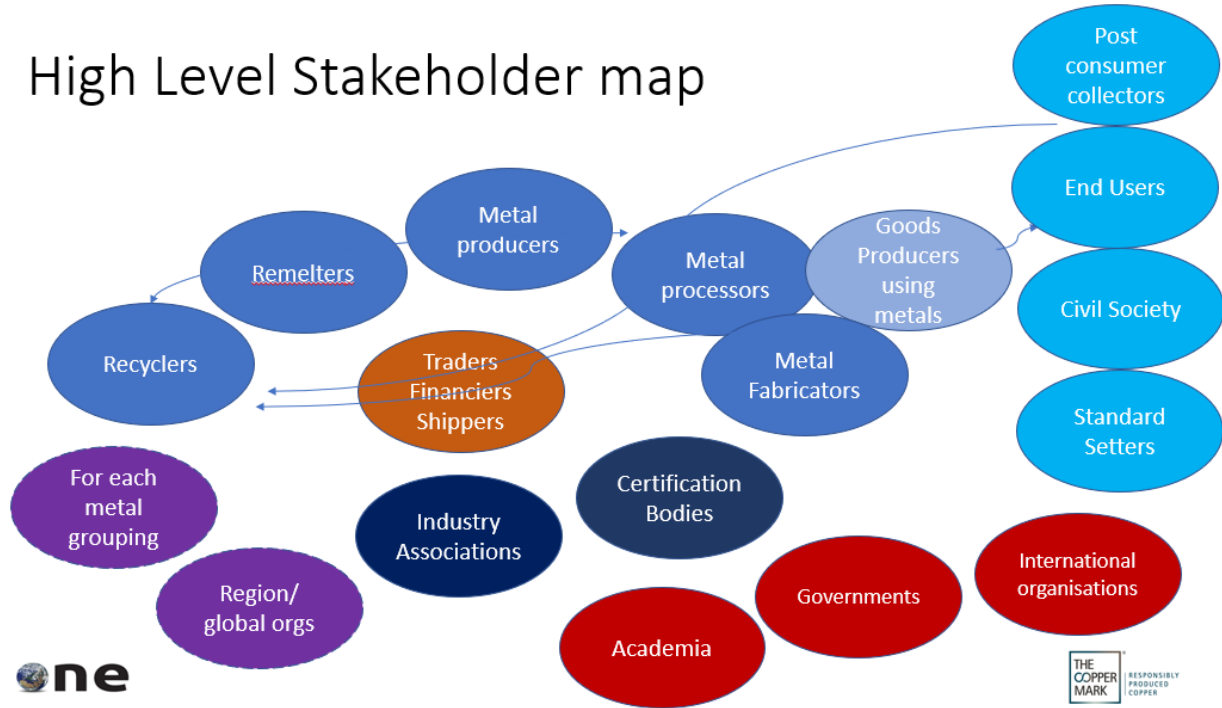 High Level Stakeholder map
Post
consumer
collectors
End Users
Civil Society
Standard
Setters
Metal
producers
Remelters
Recyclers
Metal
processors
Goods
Producers
using
metals
Metal
Fabricators
Traders
Financiers
Shippers
For each
metal
grouping
Region/
global orgs
Industry
Associations
Certification
Bodies
Academia
Governments
International
organisations
one
THE
COPPER
MARK
RESPONSIBLY
PRODUCED
COPPER